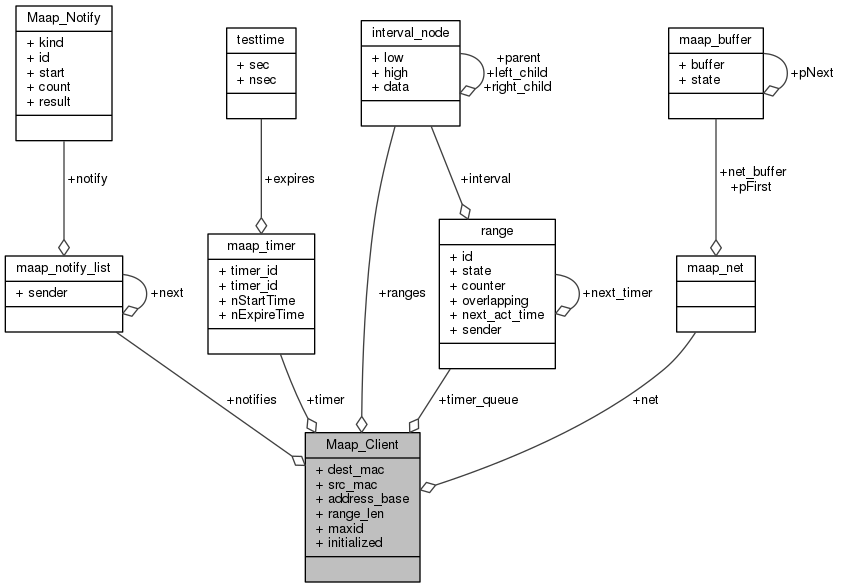 Maap_Notify
+ kind
+ id
+ start
+ count
+ result
testtime
+ sec
+ nsec
interval_node
+ low
+ high
+ data
+parent
+left_child
+right_child
maap_buffer
+ buffer
+ state
+pNext
+notify
+expires
+interval
+net_buffer
+pFirst
maap_notify_list
+ sender
+next
maap_timer
+ timer_id
+ timer_id
+ nStartTime
+ nExpireTime
+ranges
range
+ id
+ state
+ counter
+ overlapping
+ next_act_time
+ sender
+next_timer
maap_net
+notifies
+timer
+timer_queue
+net
Maap_Client
+ dest_mac
+ src_mac
+ address_base
+ range_len
+ maxid
+ initialized